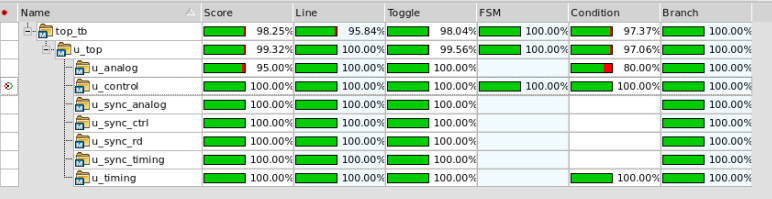 Name Score Line Toggle FSM Condition Branch
top_tb 98.25% 95.84% 98.04% 100.00% 97.37% 100.00%
u_top 99.32% 100.00% 99.56% 100.00% 97.06% 100.00%
u_analog 95.00% 100.00% 100.00% 80.00% 100.00%
u_control 100.00% 100.00% 100.00% 100.00% 100.00% 100.00%
u_sync_analog 100.00% 100.00% 100.00% 100.00%
u_sync_ctrl 100.00% 100.00% 100.00% 100.00%
u_sync_rd 100.00% 100.00% 100.00% 100.00%
u_sync_timing 100.00% 100.00% 100.00% 100.00%
u_timing 100.00% 100.00% 100.00% 100.00% 100.00%